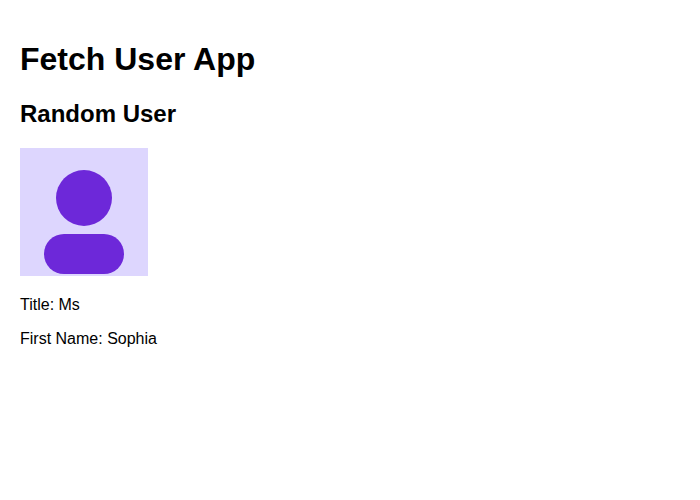 Fetch User App
Random User
Title: Ms
First Name: Sophia